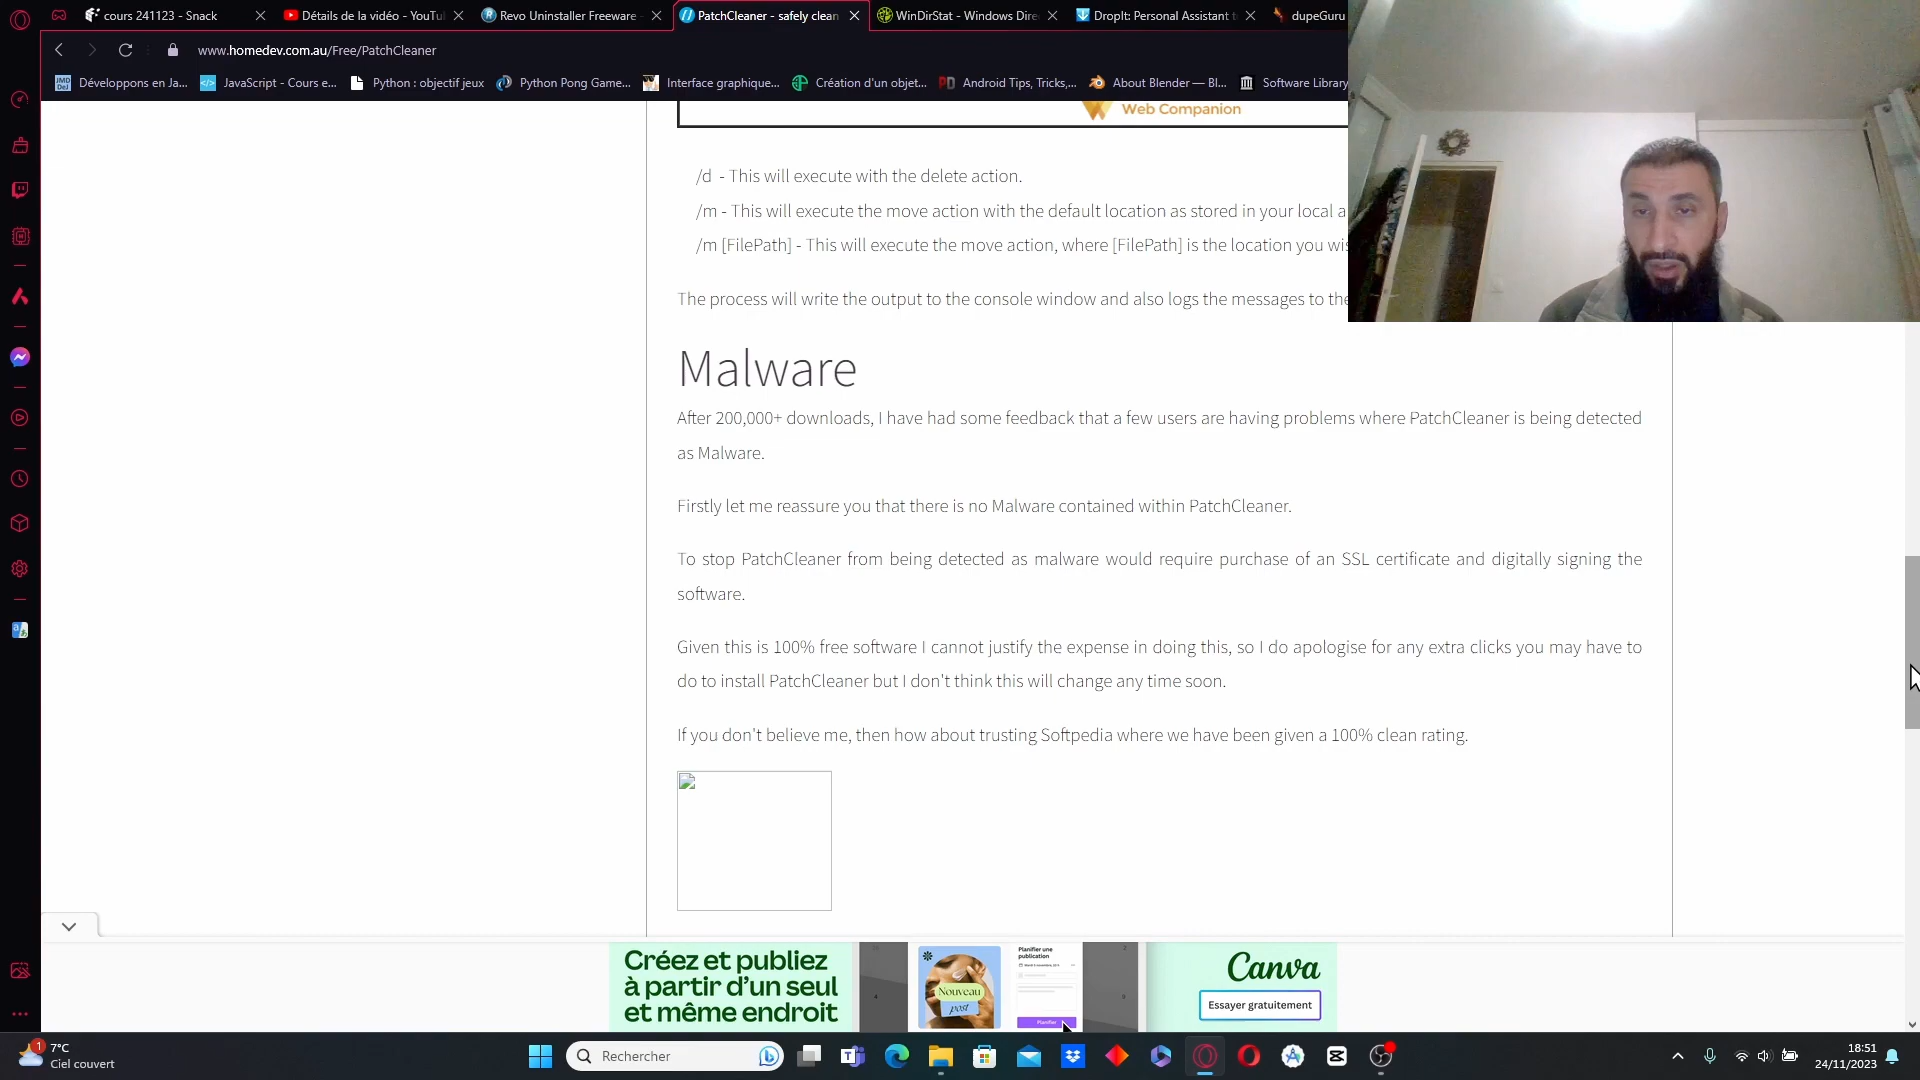 cours 241123 - Snack
Détails de la vidéo - YouTu
Revo Uninstaller Freeware -
PatchCleaner - safely clean
WinDirStat - Windows Dire
DropIt: Personal Assistant t
dupeGuru
www.homedev.com.au/Free/PatchCleaner
Développons en Ja...
JavaScript - Cours e...
Python : objectif jeux
Python Pong Game...
Interface graphique...
Création d'un objet...
Android Tips, Tricks,...
About Blender — Bl...
Software Library
Web Companion
/d - This will execute with the delete action.
/m - This will execute the move action with the default location as stored in your local a
/m [FilePath] - This will execute the move action, where [FilePath] is the location you wis
The process will write the output to the console window and also logs the messages to the
Malware
After 200,000+ downloads, I have had some feedback that a few users are having problems where PatchCleaner is being detected
as Malware.
Firstly let me reassure you that there is no Malware contained within PatchCleaner.
To stop PatchCleaner from being detected as malware would require purchase of an SSL certificate and digitally signing the
software.
Given this is 100% free software I cannot justify the expense in doing this, so I do apologise for any extra clicks you may have to
do to install PatchCleaner but I don't think this will change any time soon.
If you don't believe me, then how about trusting Softpedia where we have been given a 100% clean rating.
Créez et publiez
à partir d'un seul
et même endroit
Nouveau
post
Planifier une
publication
Planifier
Canva
Essayer gratuitement
1
7°C
Ciel couvert
Rechercher
18:51
24/11/2023